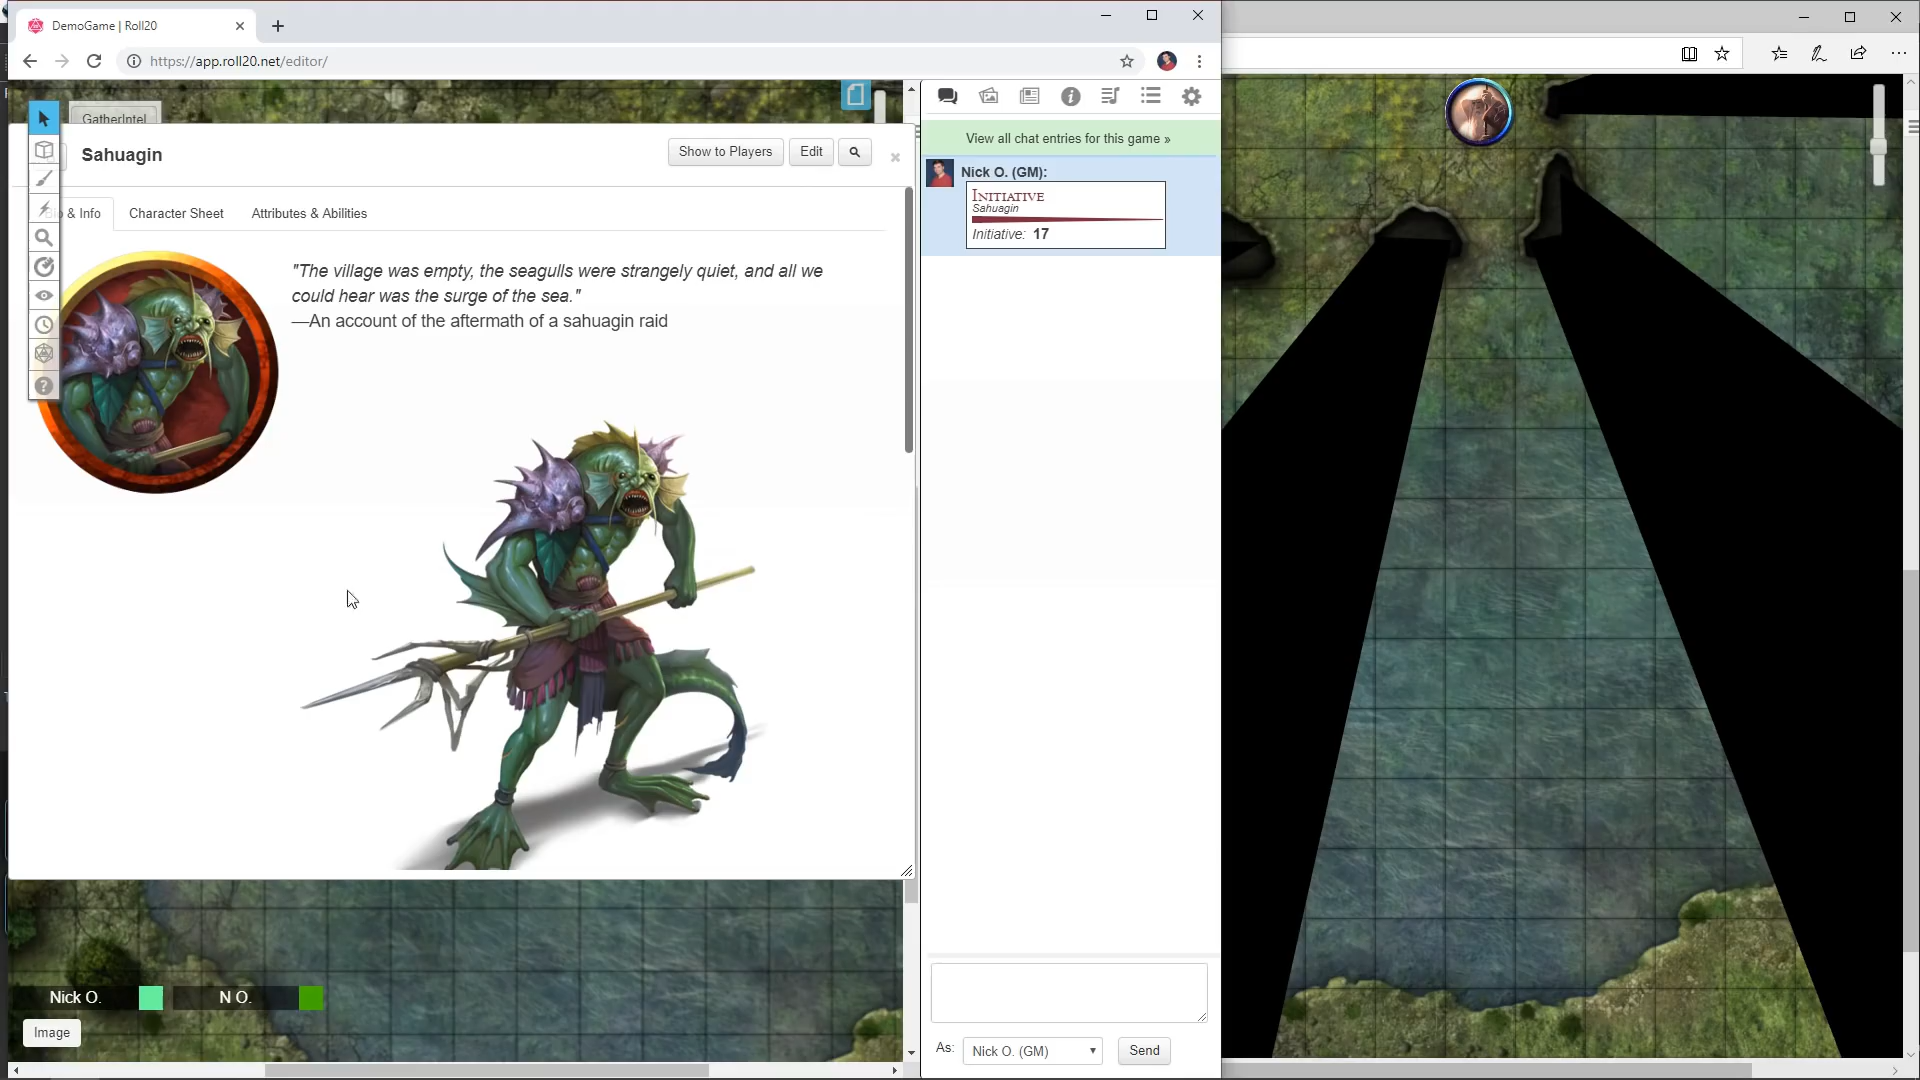 DemoGame | Roll20
https://app.roll20.net/editor/
GatherIntel
Sahuagin
Show to Players
Edit
& Info
Character Sheet
Attributes & Abilities
"The village was empty, the seagulls were strangely quiet, and all we
could hear was the surge of the sea."
—An account of the aftermath of a sahuagin raid
View all chat entries for this game »
Nick O. (GM):
Initiative
Sahuagin
Initiative: 17
Nick O.
N O.
Image
As:
Nick O. (GM)
Send